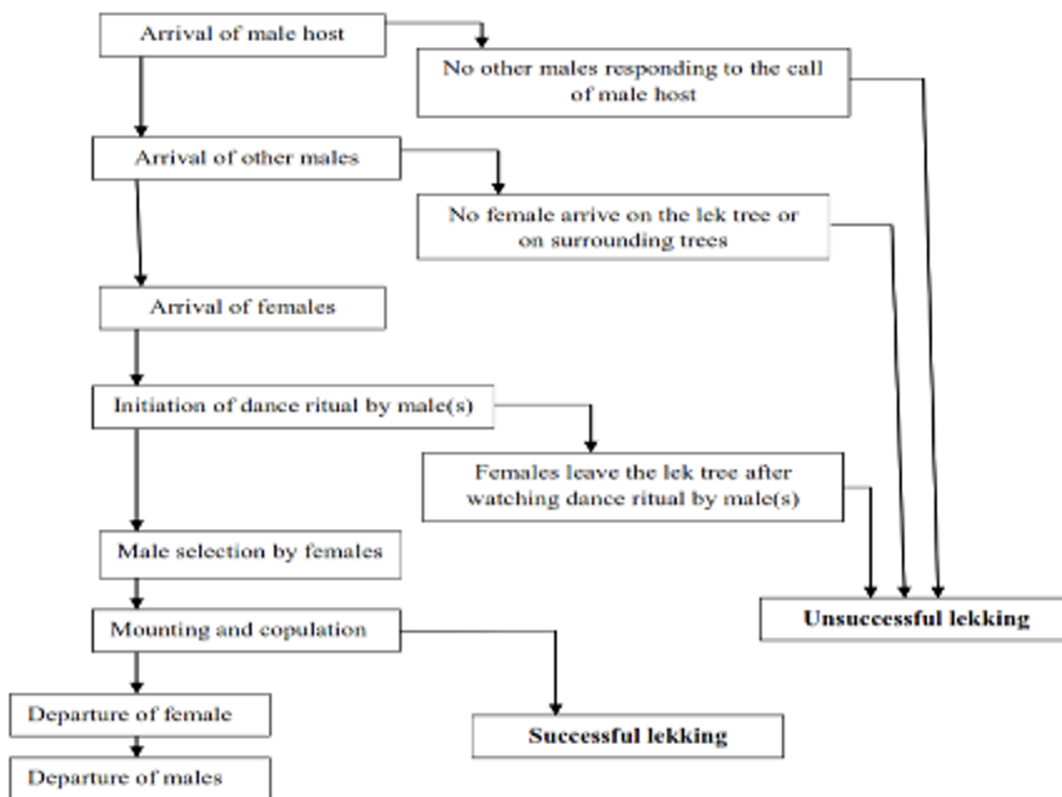 Arrival of male host
No other males responding to the call
of male host
Arrival of other males
No female arrive on the lek tree or
on surrounding trees
Arrival of females
Initiation of dance ritual by male(s)
Females leave the lek tree after
watching dance ritual by male(s)
Male selection by females
Unsuccessful lekking
Mounting and copulation
Departure of female
Successful lekking
Departure of males